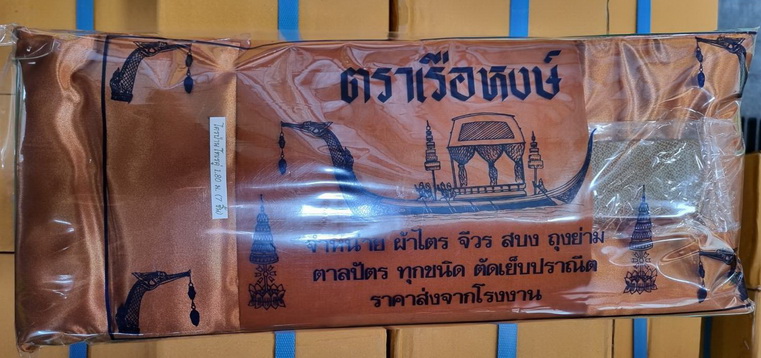 ตราเรือหงษ์
จำหน่าย ผ้าไตร จีวร สบง ถุงย่าม
ตาลปัตร ทุกชนิด ตัดเย็บปราณีต
ราคาส่งจากโรงงาน
1.80 ม.